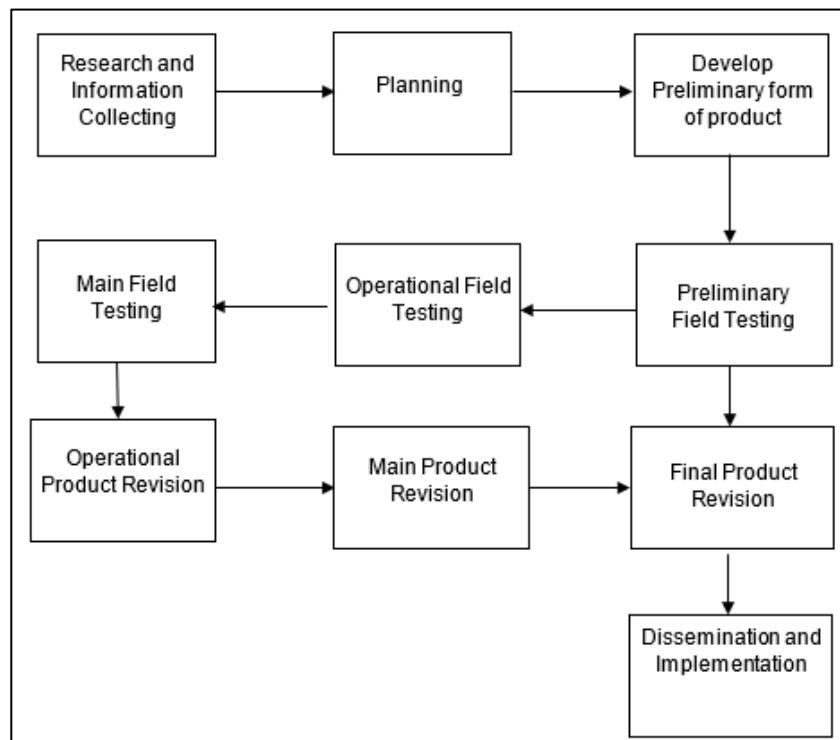 Research and
Information
Collecting
Planning
Develop
Preliminary form
of product
Main Field
Testing
Operational Field
Testing
Preliminary
Field Testing
Operational
Product Revision
Main Product
Revision
Final Product
Revision
Dissemination and
Implementation